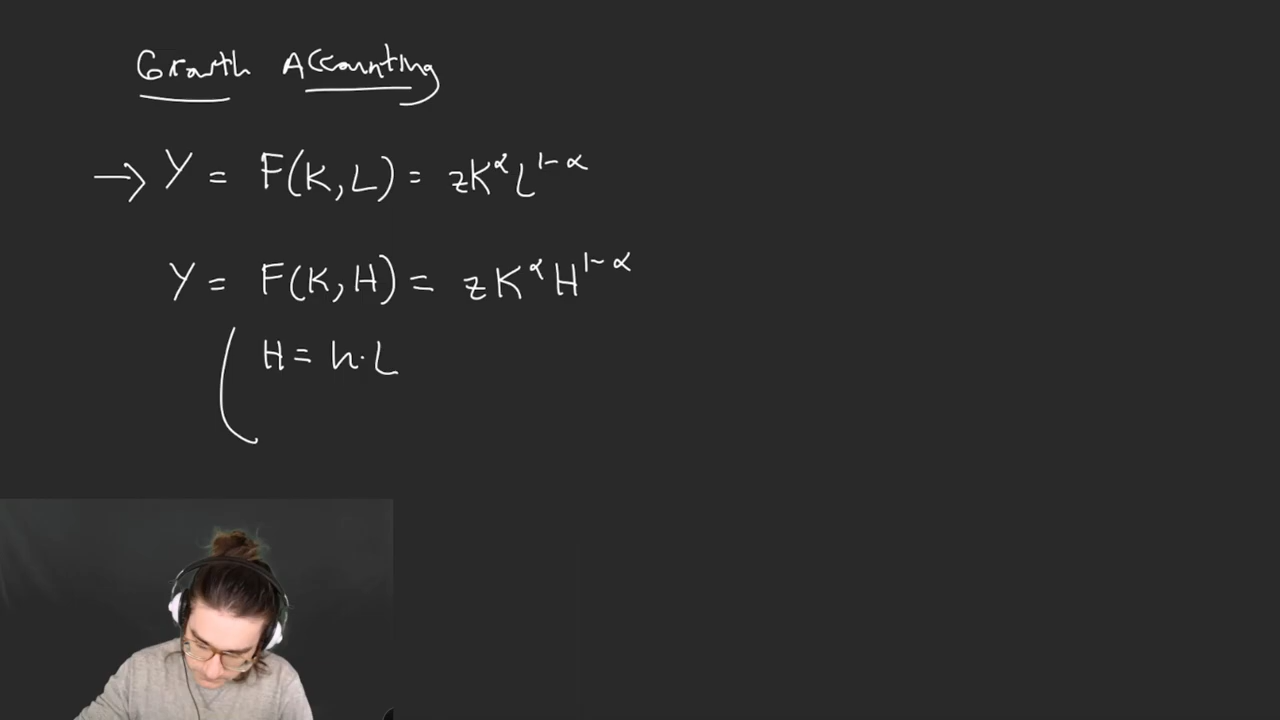 Growth Accounting
→ Y = F(K,L) = zK^α L^1-α
Y = F(K,H) = zK^α H^1-α
H = h·L